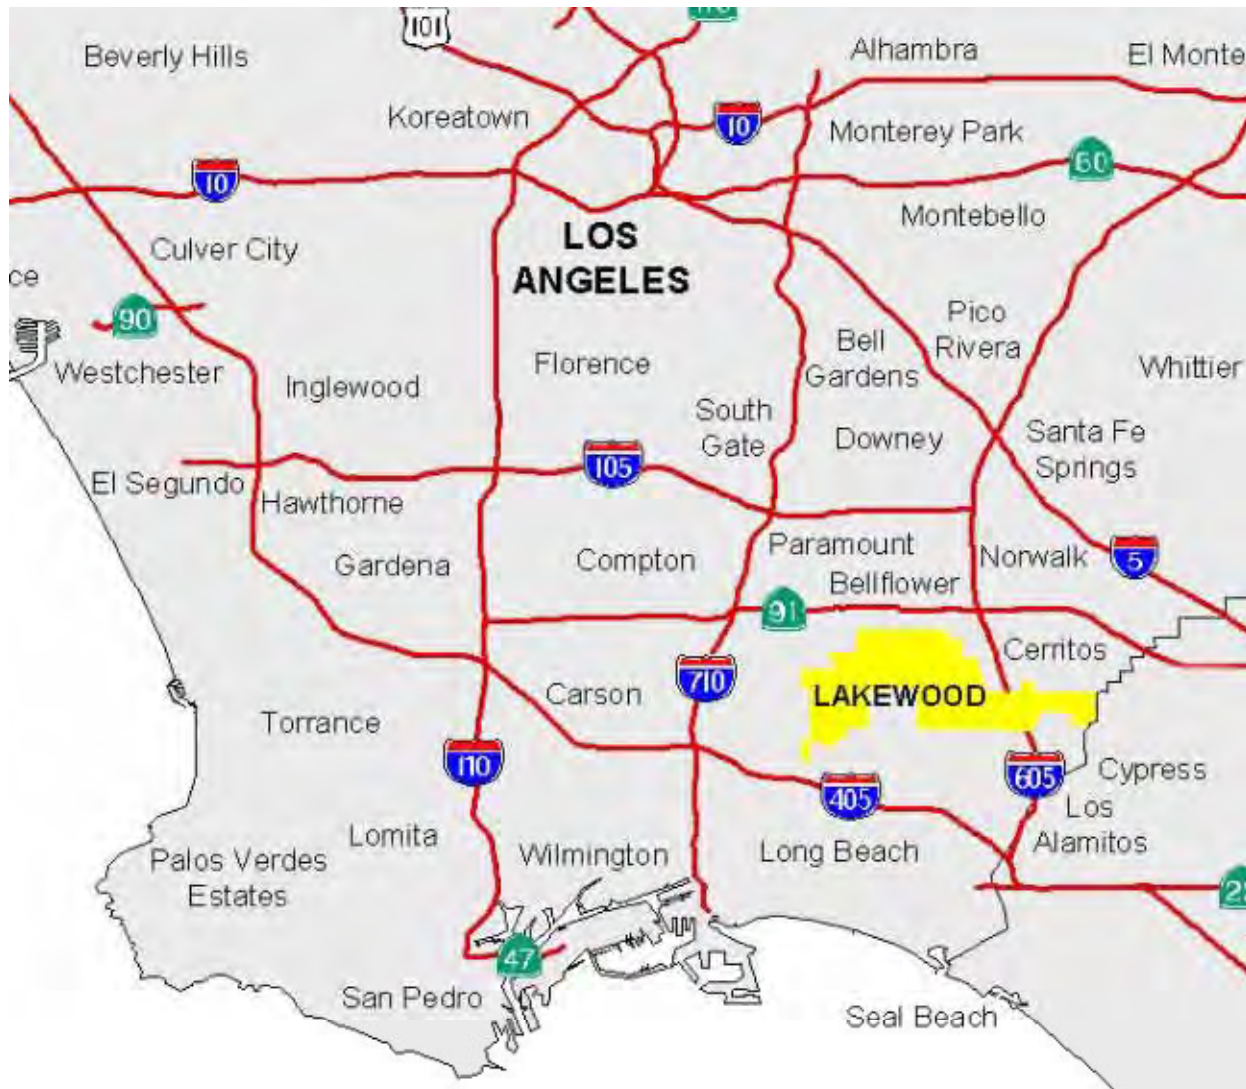 101
Beverly Hills
Alhambra
El Monte
Koreatown
10
Monterey Park
10
60
Montebello
LOS
ANGELES
Culver City
ce
90
Pico
Rivera
Bell
Gardens
Westchester
Inglewood
Florence
Whittier
South
Gate
Downey
Santa Fe
Springs
105
El Segundo
Hawthorne
Gardena
Compton
Paramount
Norwalk
5
Bellflower
91
Cerritos
710
Carson
LAKEWOOD
Torrance
110
605
Cypress
405
Los
Alamitos
Lomita
Wilmington
Long Beach
Palos Verdes
Estates
47
San Pedro
Seal Beach